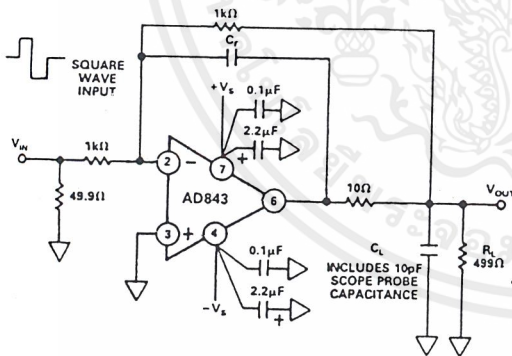 1kΩ
Cf
SQUARE
WAVE
INPUT
+Vs
0.1µF
2.2µF
+
VIN
1kΩ
2
−
7
49.9Ω
AD843
6
10Ω
VOUT
3
+
4
0.1µF
2.2µF
+
−Vs
CL
INCLUDES 10pF
SCOPE PROBE
CAPACITANCE
RL
499Ω